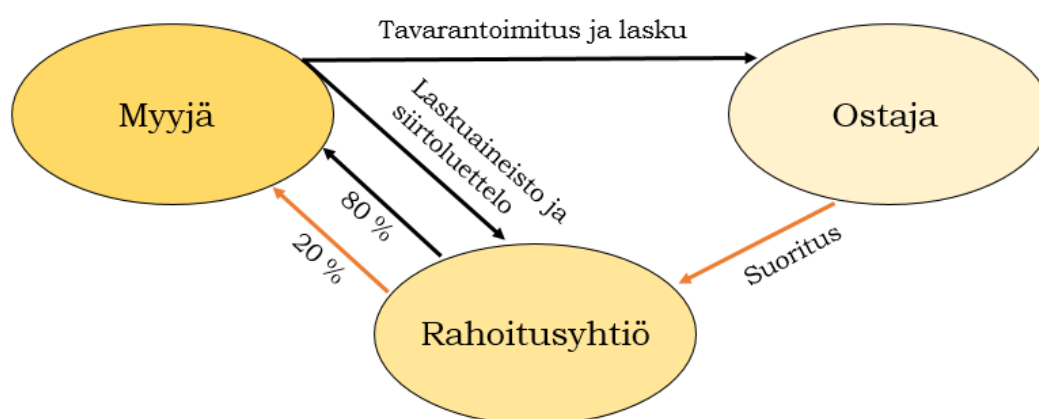 Tavarantoimitus ja lasku
Myyjä
Laskuaineisto ja
siirtoluettelo
Ostaja
80 %
20 %
Suoritus
Rahoitusyhtiö